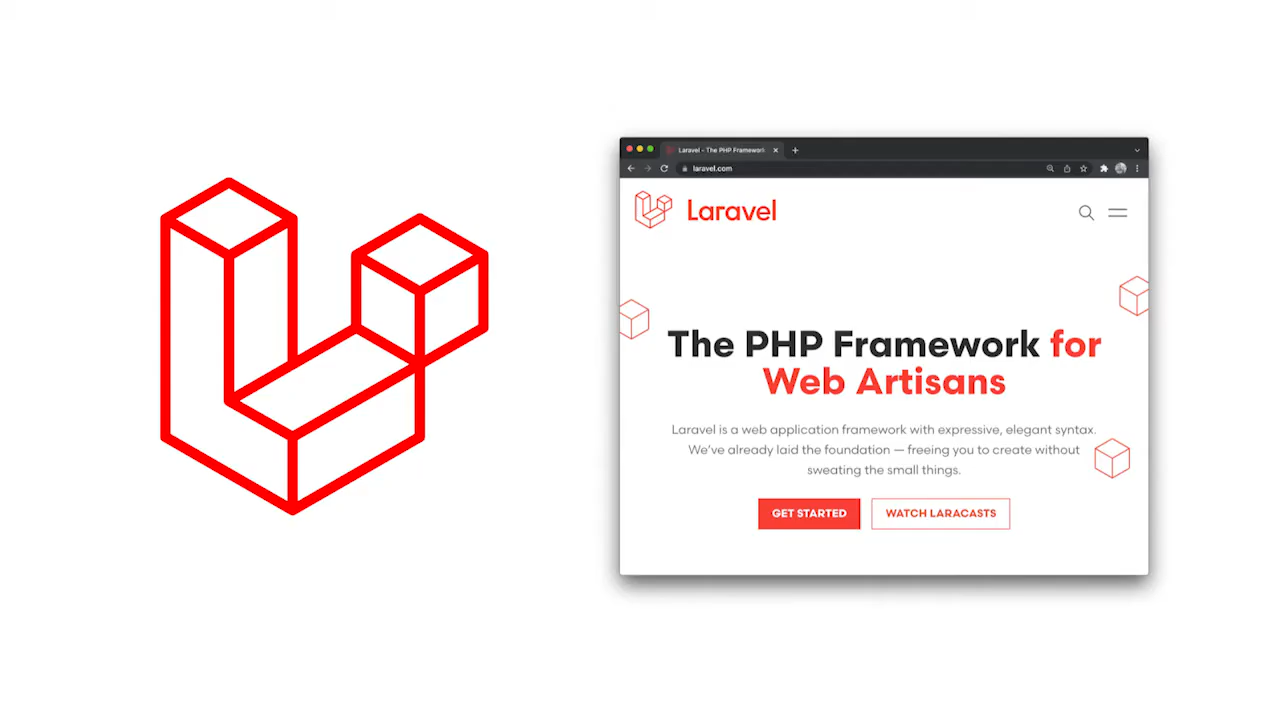 Laravel - The PHP Framework
laravel.com
Laravel
The PHP Framework for
Web Artisans
Laravel is a web application framework with expressive, elegant syntax.
We've already laid the foundation — freeing you to create without
sweating the small things.
GET STARTED
WATCH LARACASTS